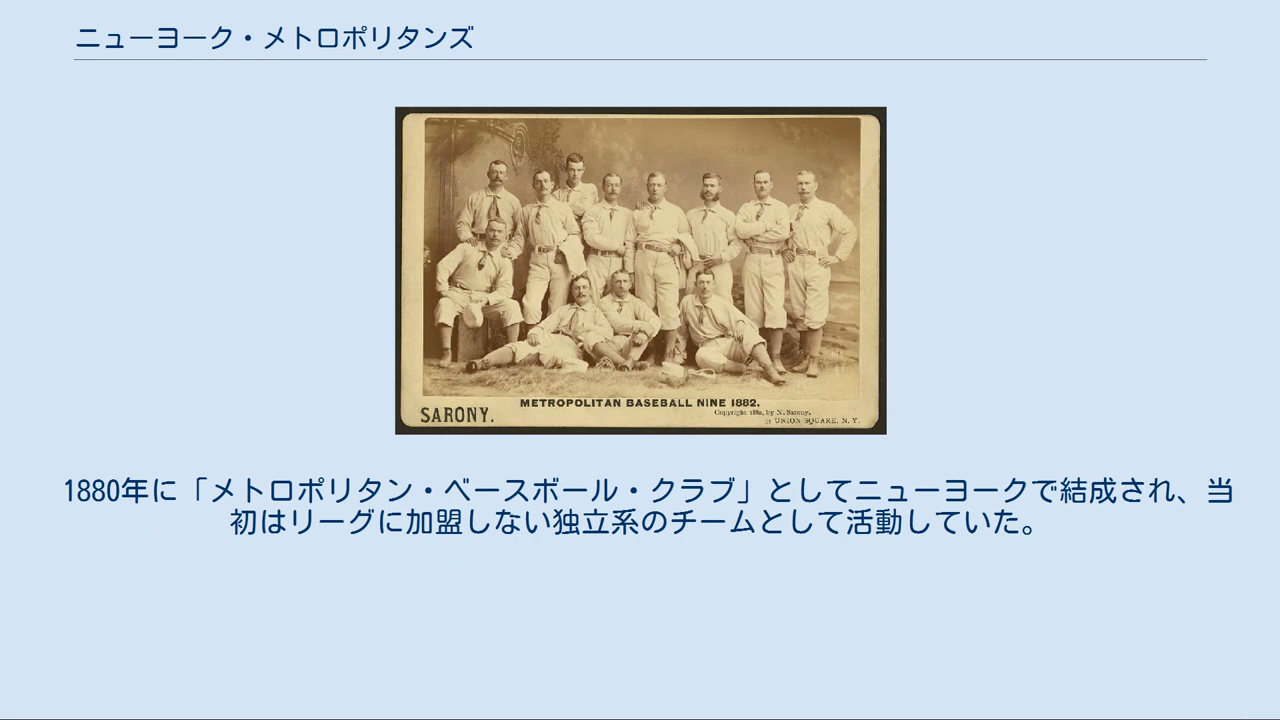 ニューヨーク・メトロポリタンズ
METROPOLITAN BASEBALL NINE 1882.
SARONY.
Copyright 1882, by N. Sarony,
UNION SQUARE, N. Y.
1880年に「メトロポリタン・ベースボール・クラブ」としてニューヨークで結成され、当
初はリーグに加盟しない独立系のチームとして活動していた。